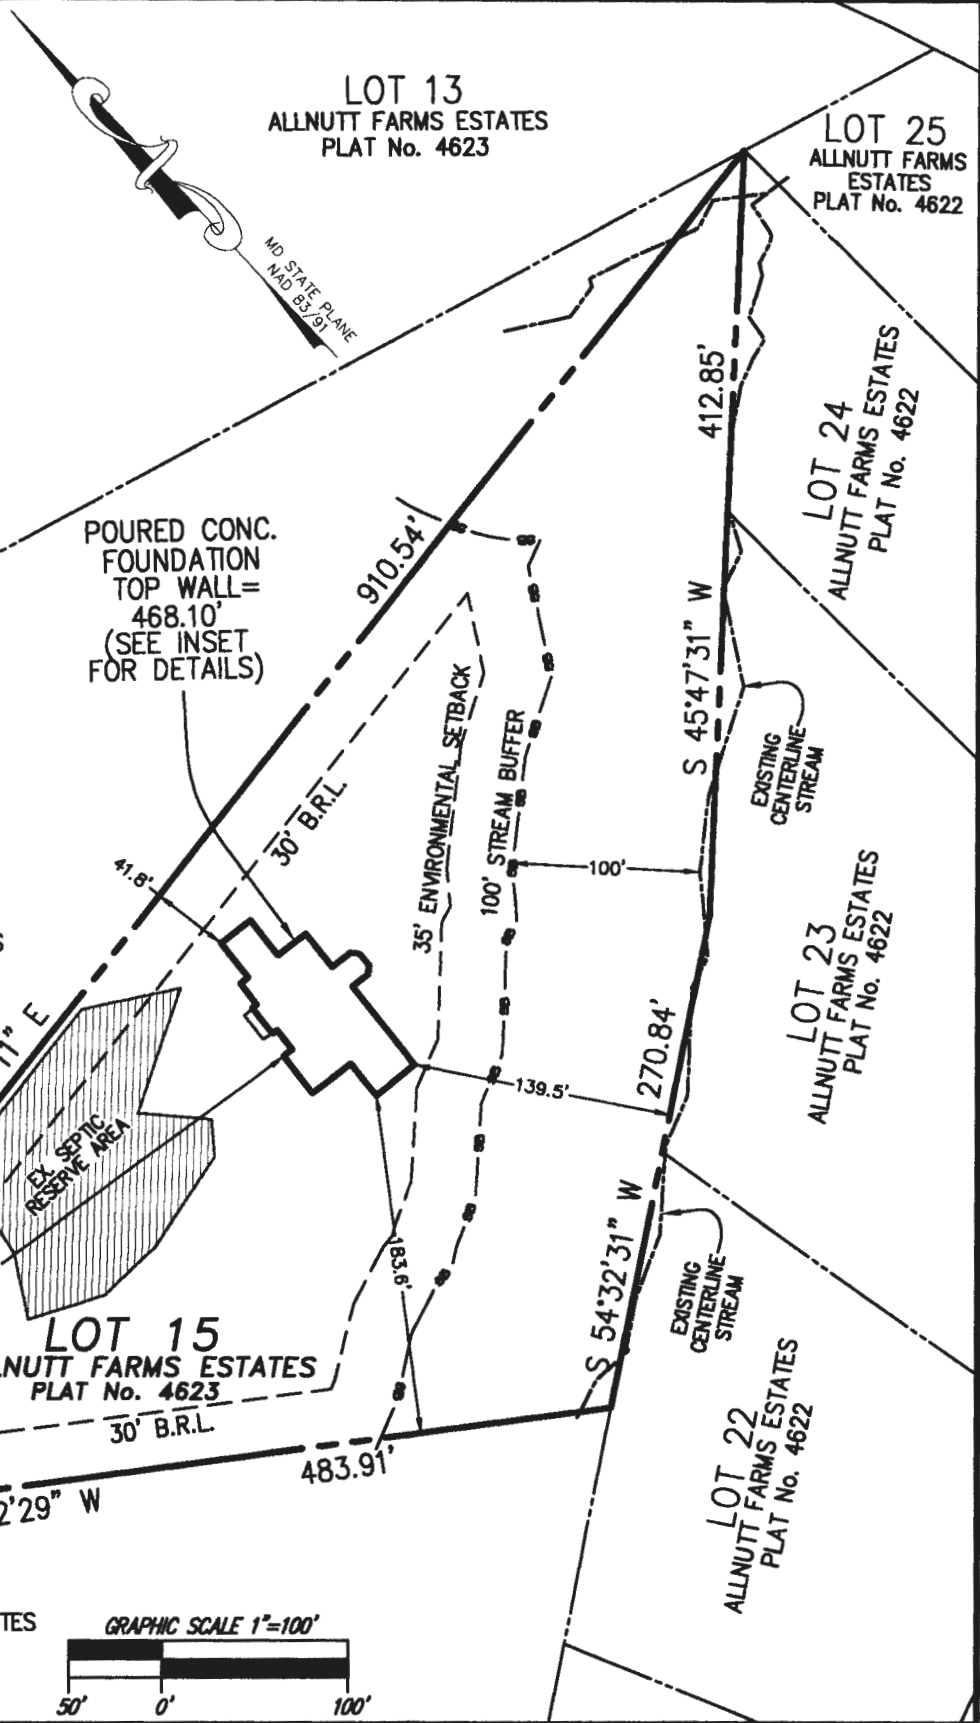 LOT 13
ALLNUTT FARMS ESTATES
PLAT No. 4623
LOT 25
ALLNUTT FARMS
ESTATES
PLAT No. 4622
MD STATE PLANE
NAD 83/91
412.85'
LOT 24
ALLNUTT FARMS ESTATES
PLAT No. 4622
POURED CONC.
FOUNDATION
TOP WALL=
468.10'
(SEE INSET
FOR DETAILS)
910.54'
S 45°47'31" W
EXISTING
CENTERLINE
STREAM
35' ENVIRONMENTAL SETBACK
100' STREAM BUFFER
30' B.R.L.
100'
41.8'
LOT 23
ALLNUTT FARMS ESTATES
PLAT No. 4622
11" E
270.84'
139.5'
EX. SEPTIC
RESERVE AREA
S 54°32'31" W
183.6'
EXISTING
CENTERLINE
STREAM
LOT 15
LNUTT FARMS ESTATES
PLAT No. 4623
30' B.R.L.
483.91'
2'29" W
LOT 22
ALLNUTT FARMS ESTATES
PLAT No. 4622
TES
GRAPHIC SCALE 1"=100'
50' 0' 100'